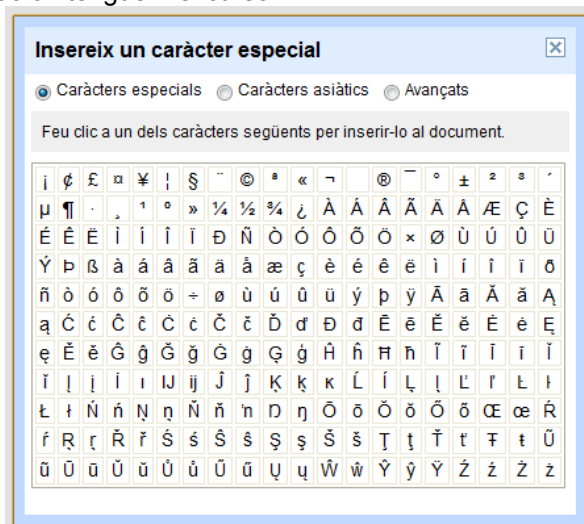 Insereix un caràcter especial
Caràcters especials Caràcters asiàtics Avançats
Feu clic a un dels caràcters següents per inserir-lo al document.
¡ ¢ £ ¤ ¥ ¦ § ¨ © ª « ¬ ® ¯ ° ± ² ³ ´
µ ¶ · ¸ ¹ º » ¼ ½ ¾ ¿ À Á Â Ã Ä Å Æ Ç È
É Ê Ë Ì Í Î Ï Ð Ñ Ò Ó Ô Õ Ö × Ø Ù Ú Û Ü
Ý Þ ß à á â ã ä å æ ç è é ê ë ì í î ï ð
ñ ò ó ô õ ö ÷ ø ù ú û ü ý þ ÿ Ā ā Ă ă Ą
ą Ć ć Ĉ ĉ Ċ ċ Č č Ď ď Đ đ Ē ē Ĕ ĕ Ė ė Ę
ę Ě ě Ĝ ĝ Ğ ğ Ġ ġ Ģ ģ Ĥ ĥ Ħ ħ Ĩ ĩ Ī ī Ĭ
ĭ Į į İ ı Ĳ ĳ Ĵ ĵ Ķ ķ ĸ Ĺ ĺ Ļ ļ Ľ ľ Ŀ ŀ
Ł ł Ń ń Ņ ņ Ň ň ŉ Ŋ ŋ Ō ō Ŏ ŏ Ő ő Œ œ Ŕ
ŕ Ŗ ŗ Ř ř Ś ś Ŝ ŝ Ş ş Š š Ţ ţ Ť ť Ŧ ŧ Ũ
ũ Ū ū Ŭ ŭ Ů ů Ű ű Ų ų Ŵ ŵ Ŷ ŷ Ÿ Ź ź Ż ż